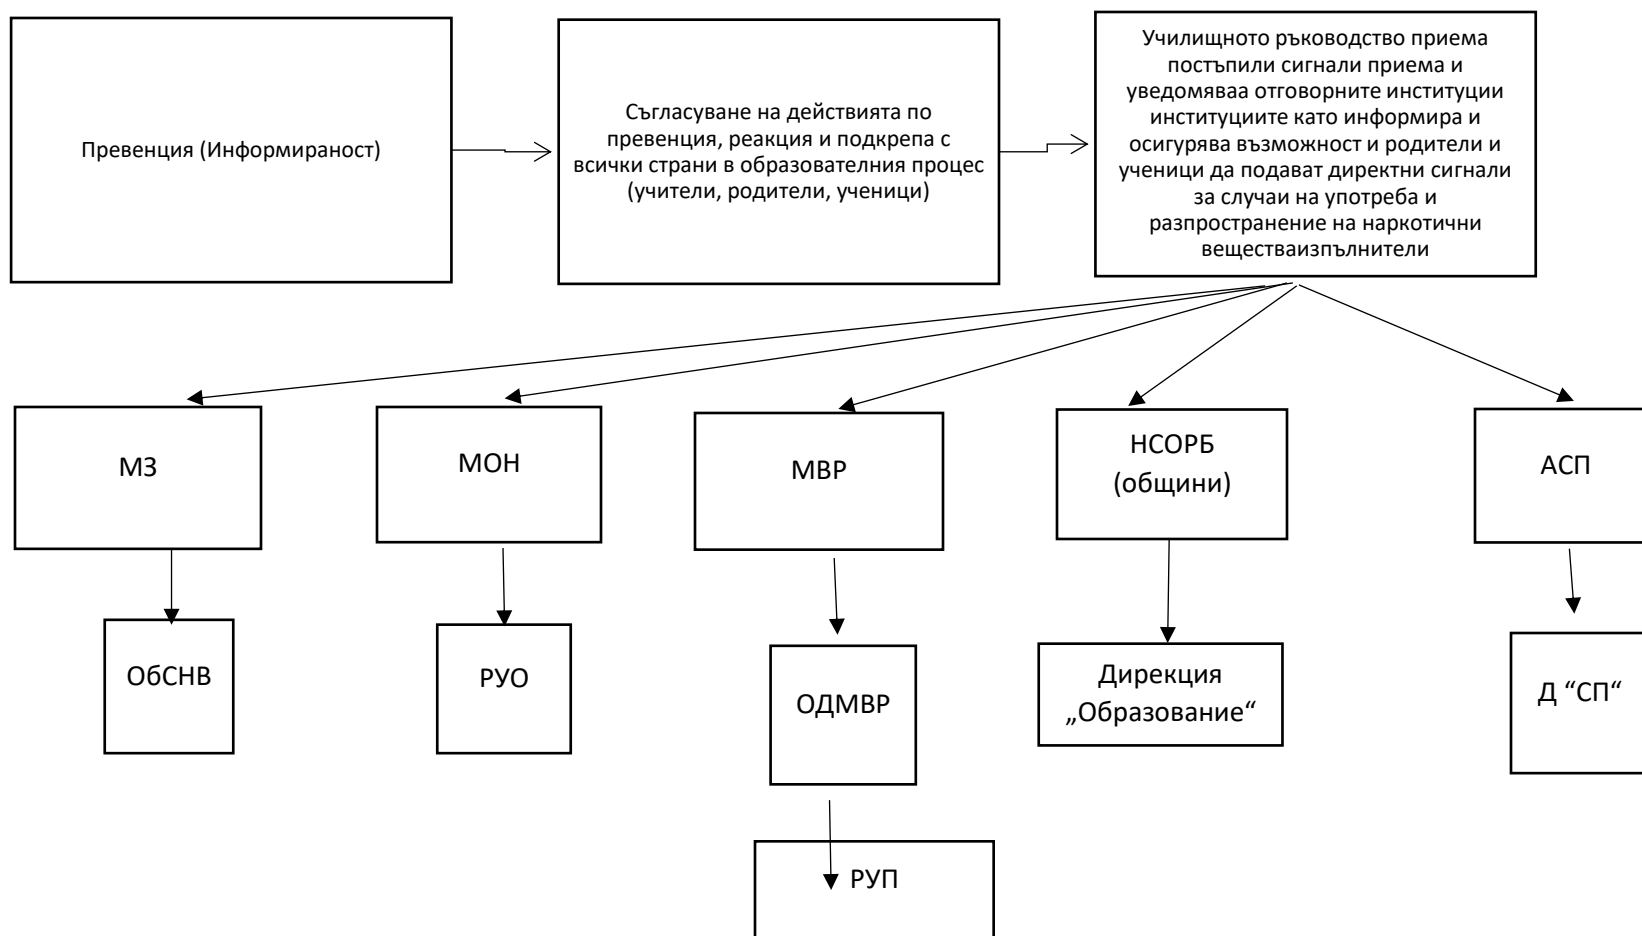 Превенция (Информираност)
Съгласуване на действията по
превенция, реакция и подкрепа с
всички страни в образователния процес
(учители, родители, ученици)
Училищното ръководство приема
постъпили сигнали приема и
уведомяваа отговорните институции
институциите като информира и
осигурява възможност и родители и
ученици да подават директни сигнали
за случаи на употреба и
разпространение на наркотични
веществаизпълнители
МЗ
МОН
МВР
НСОРБ
(общини)
АСП
ОбСНВ
РУО
ОДМВР
Дирекция
„Образование“
Д “СП“
РУП